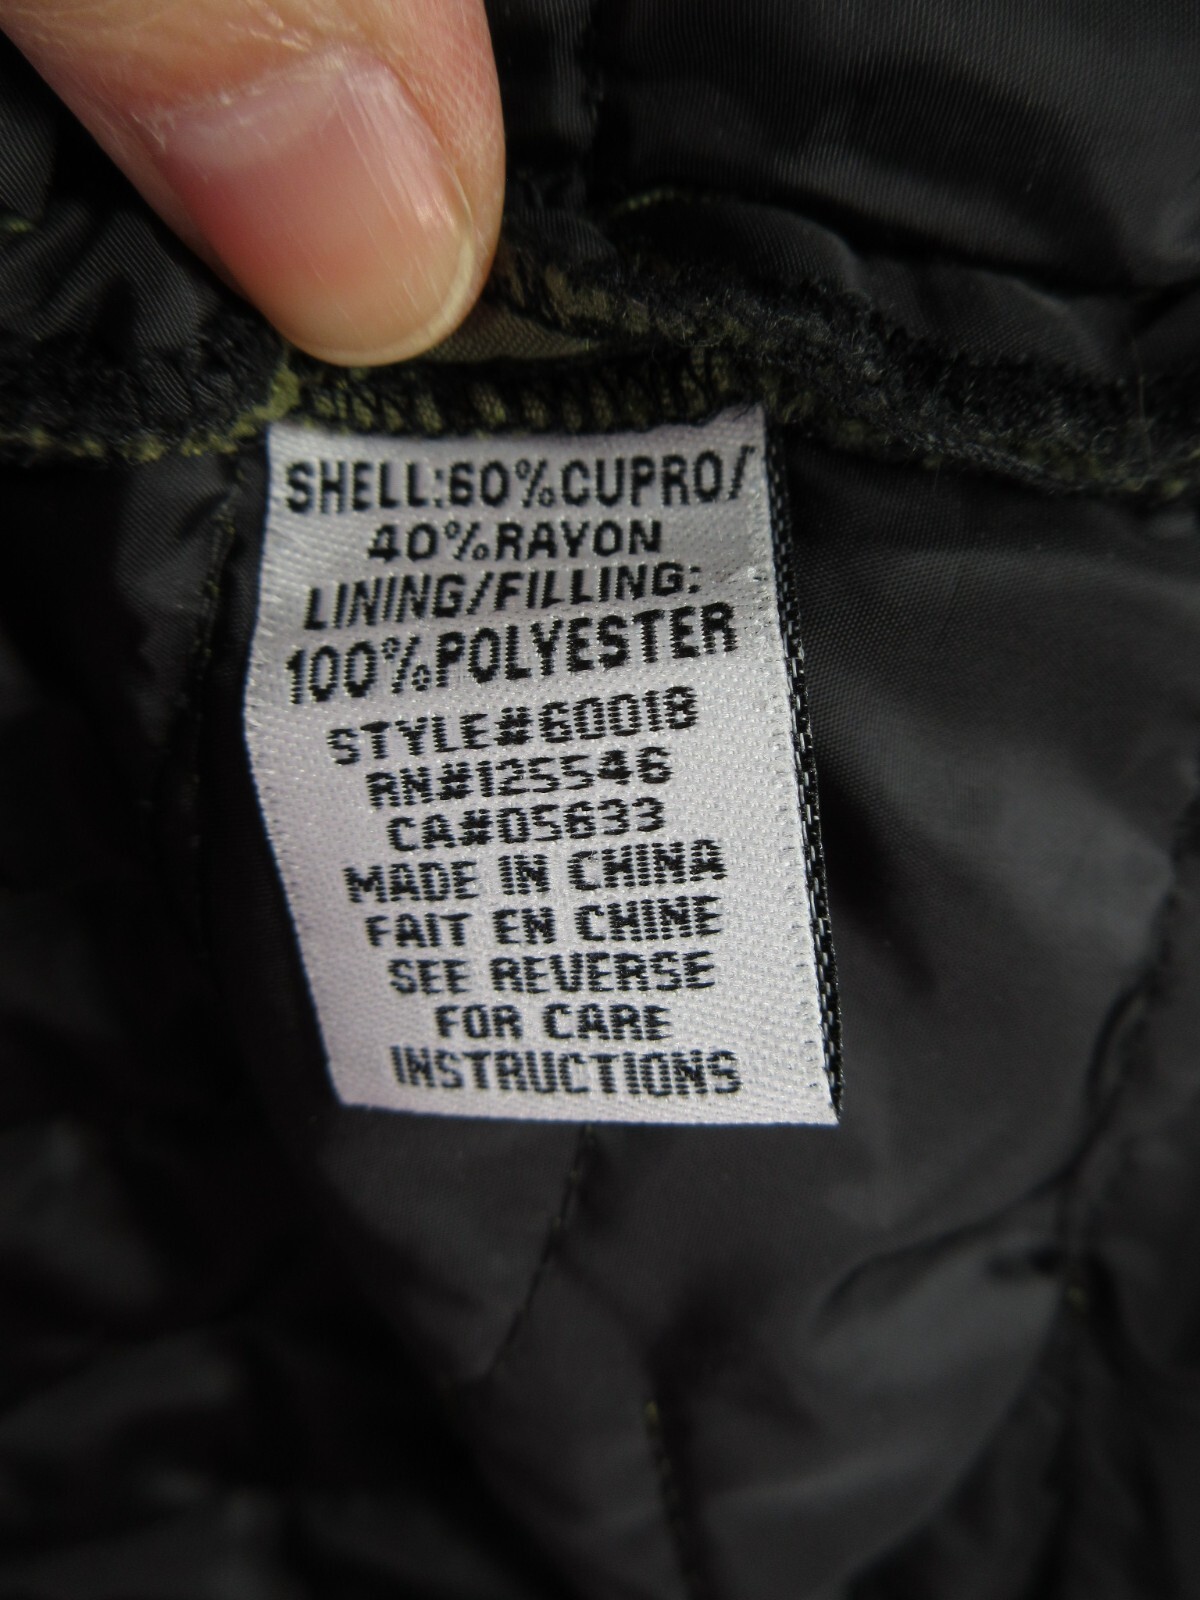 SHELL:60%CUPRO/
40%RAYON
LINING/FILLING:
100%POLYESTER
STYLE#60018
RN#125546
CA#05633
MADE IN CHINA
FAIT EN CHINE
SEE REVERSE
FOR CARE
INSTRUCTIONS